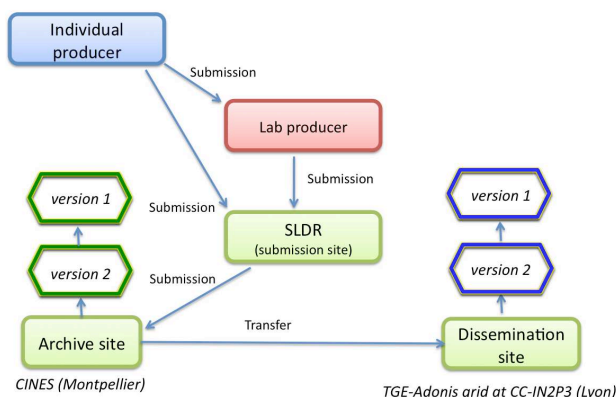 Individual
producer
Submission
Lab producer
Submission
version 1
Submission
version 1
SLDR
(submission site)
version 2
Submission
version 2
Archive site
Transfer
Dissemination
site
CINES (Montpellier)
TGE-Adonis grid at CC-IN2P3 (Lyon)